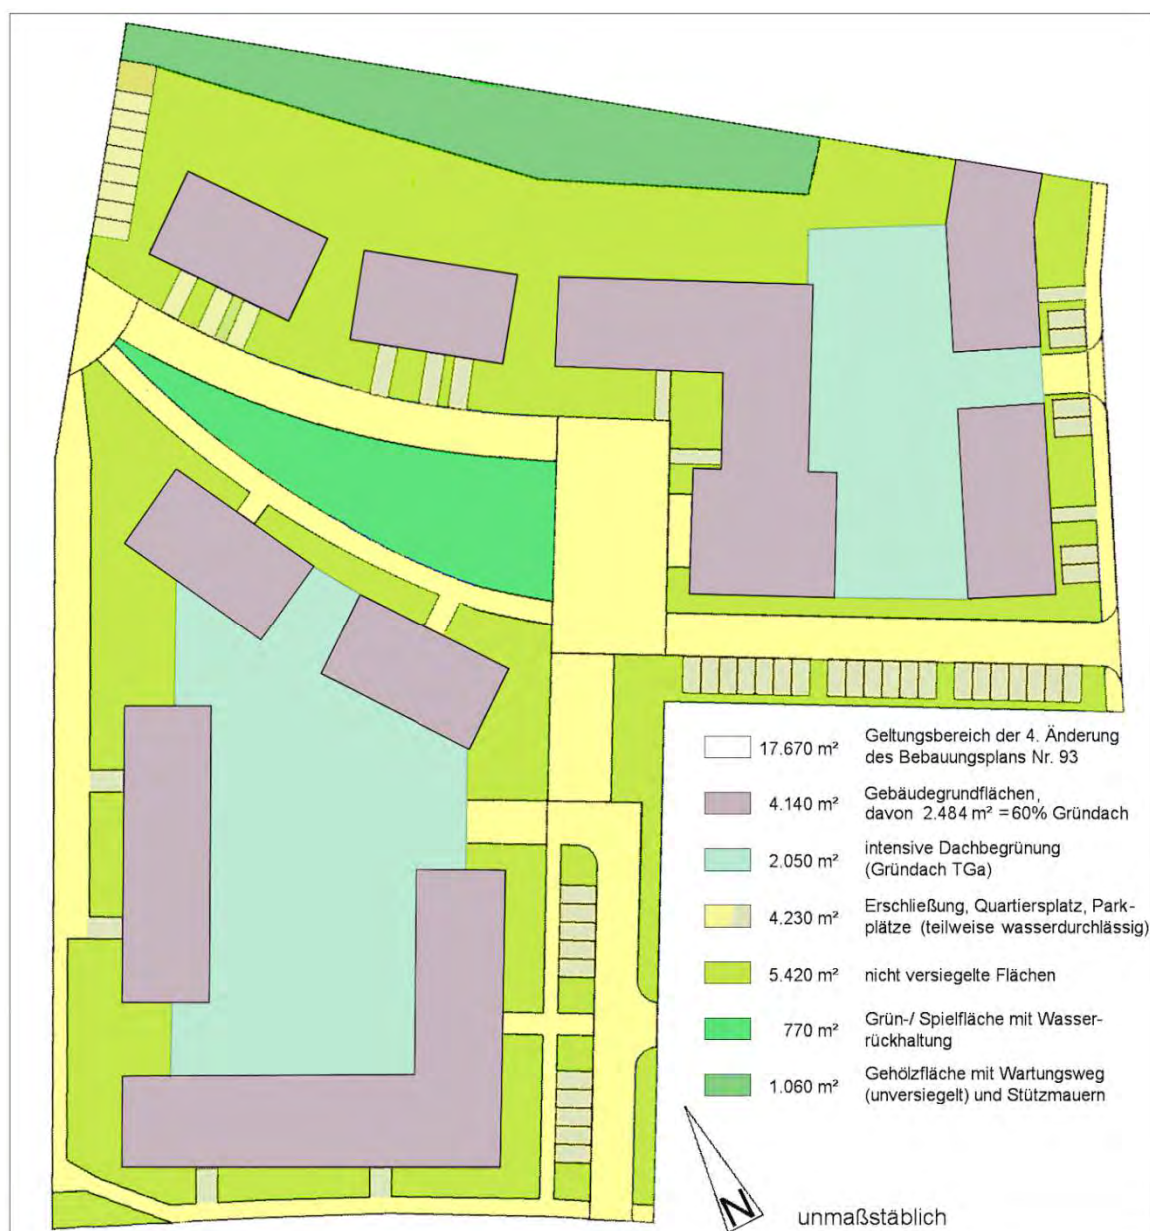 17.670 m² Geltungsbereich der 4. Änderung
des Bebauungsplans Nr. 93
4.140 m² Gebäudegrundflächen,
davon 2.484 m² = 60% Gründach
2.050 m² intensive Dachbegrünung
(Gründach TGa)
4.230 m² Erschließung, Quartiersplatz, Park-
plätze (teilweise wasserdurchlässig)
5.420 m² nicht versiegelte Flächen
770 m² Grün-/ Spielfläche mit Wasser-
rückhaltung
1.060 m² Gehölzfläche mit Wartungsweg
(unversiegelt) und Stützmauern
N
unmaßstäblich